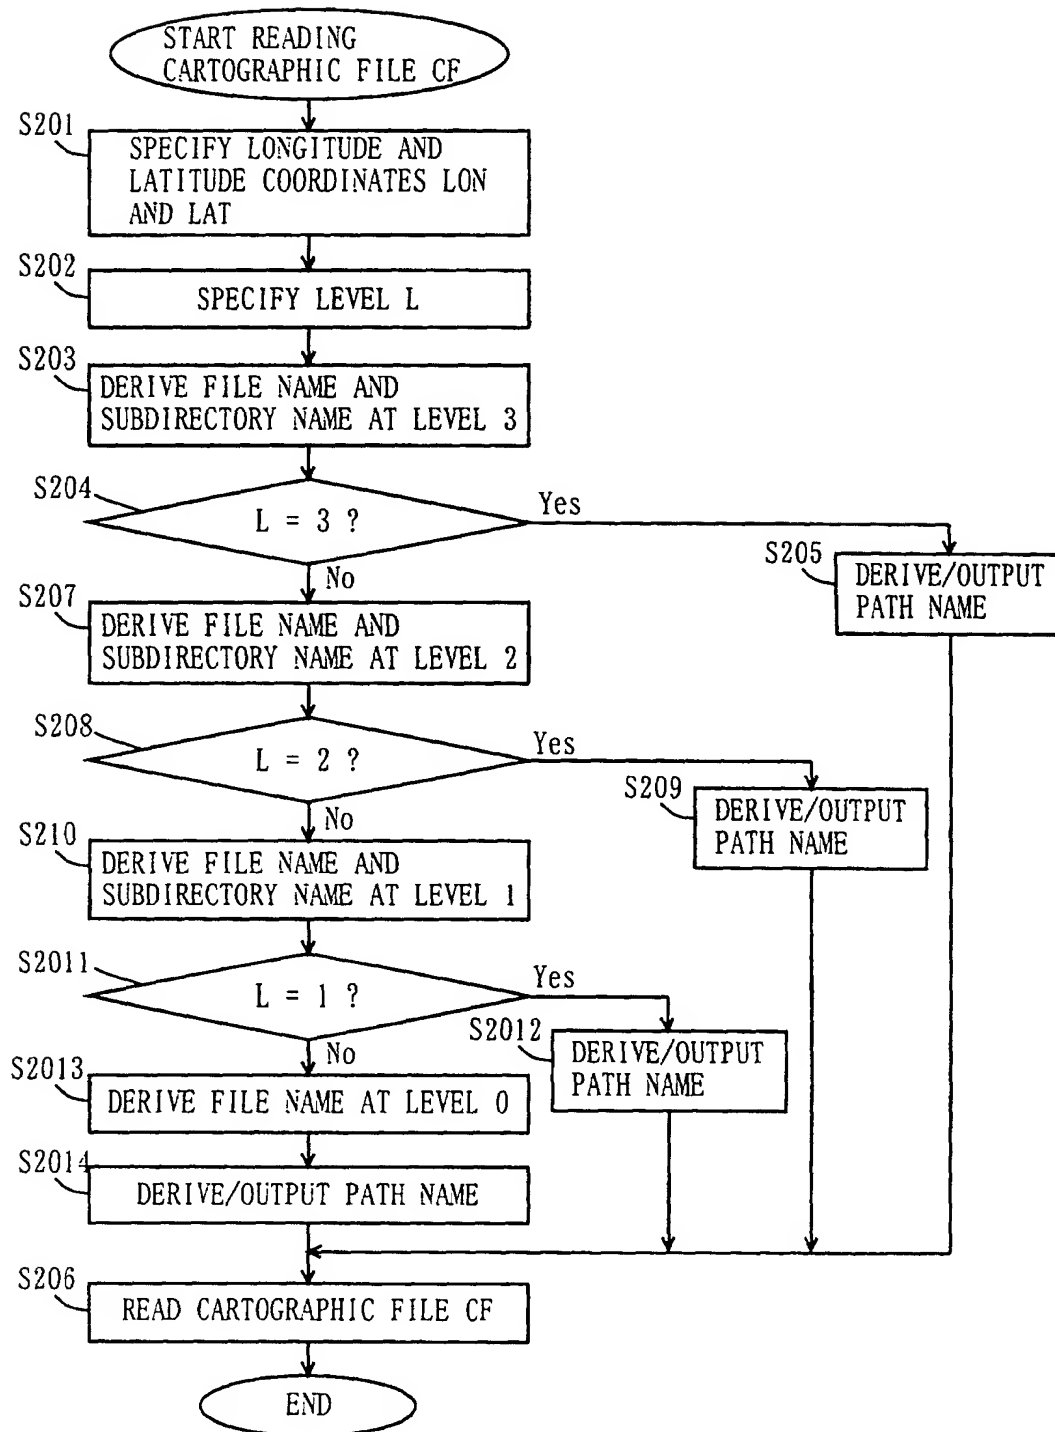 START READING
CARTOGRAPHIC FILE CF
S201
SPECIFY LONGITUDE AND
LATITUDE COORDINATES LON
AND LAT
S202
SPECIFY LEVEL L
S203
DERIVE FILE NAME AND
SUBDIRECTORY NAME AT LEVEL 3
S204
L = 3 ?
Yes
No
S205
DERIVE/OUTPUT
PATH NAME
S207
DERIVE FILE NAME AND
SUBDIRECTORY NAME AT LEVEL 2
S208
L = 2 ?
Yes
No
S209
DERIVE/OUTPUT
PATH NAME
S210
DERIVE FILE NAME AND
SUBDIRECTORY NAME AT LEVEL 1
S2011
L = 1 ?
Yes
No
S2012
DERIVE/OUTPUT
PATH NAME
S2013
DERIVE FILE NAME AT LEVEL 0
S2014
DERIVE/OUTPUT PATH NAME
S206
READ CARTOGRAPHIC FILE CF
END